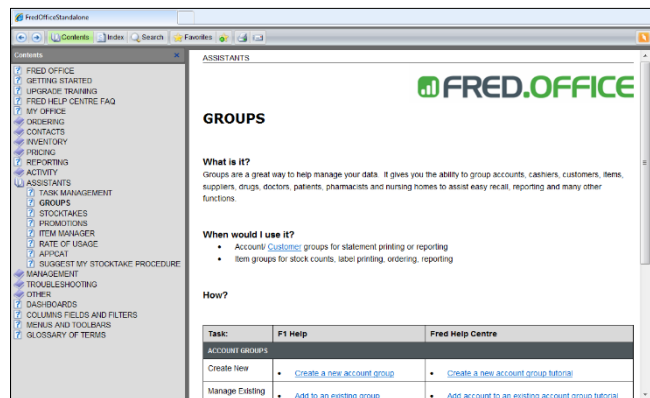 FredOfficeStandalone
Contents Index Search Favorites
Contents
FRED OFFICE
GETTING STARTED
UPGRADE TRAINING
FRED HELP CENTRE FAQ
MY OFFICE
ORDERING
CONTACTS
INVENTORY
PRICING
REPORTING
ACTIVITY
ASSISTANTS
TASK MANAGEMENT
GROUPS
STOCKTAKES
PROMOTIONS
ITEM MANAGER
RATE OF USAGE
APPCAT
SUGGEST MY STOCKTAKE PROCEDURE
MANAGEMENT
TROUBLESHOOTING
OTHER
DASHBOARDS
COLUMNS FIELDS AND FILTERS
MENUS AND TOOLBARS
GLOSSARY OF TERMS
ASSISTANTS
FRED.OFFICE
GROUPS
What is it?
Groups are a great way to help manage your data. It gives you the ability to group accounts, cashiers, customers, items,
suppliers, drugs, doctors, patients, pharmacists and nursing homes to assist easy recall, reporting and many other
functions.
When would I use it?
• Account/ Customer groups for statement printing or reporting
• Item groups for stock counts, label printing, ordering, reporting
How?
Task: F1 Help Fred Help Centre
ACCOUNT GROUPS
Create New • Create a new account group • Create a new account group tutorial
Manage Existing • Add to an existing group • Add account to an existing account group tutorial